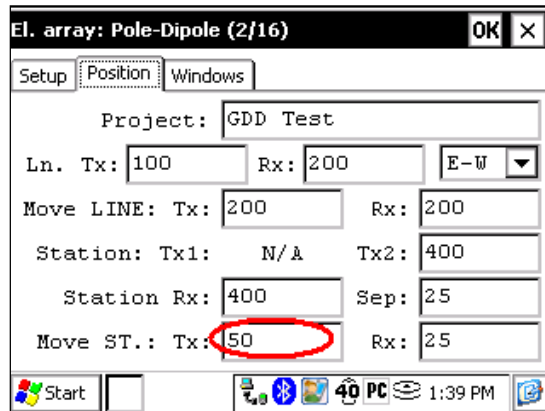 El. array: Pole-Dipole (2/16) OK ×
Setup Position Windows
Project: GDD Test
Ln. Tx: 100 Rx: 200 E-W
Move LINE: Tx: 200 Rx: 200
Station: Tx1: N/A Tx2: 400
Station Rx: 400 Sep: 25
Move ST.: Tx: 50 Rx: 25
Start 40 PC 1:39 PM